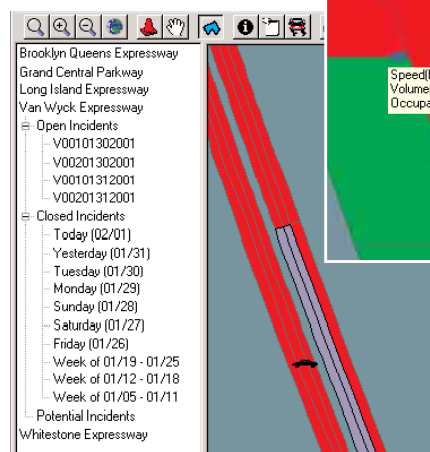 Brooklyn Queens Expressway
Grand Central Parkway
Long Island Expressway
Van Wyck Expressway
Open Incidents
V00101302001
V00201302001
V00101312001
V00201312001
Closed Incidents
Today (02/01)
Yesterday (01/31)
Tuesday (01/30)
Monday (01/29)
Sunday (01/28)
Saturday (01/27)
Friday (01/26)
Week of 01/19 - 01/25
Week of 01/12 - 01/18
Week of 01/05 - 01/11
Potential Incidents
Whitestone Expressway
Speed(
Volume
Occupa